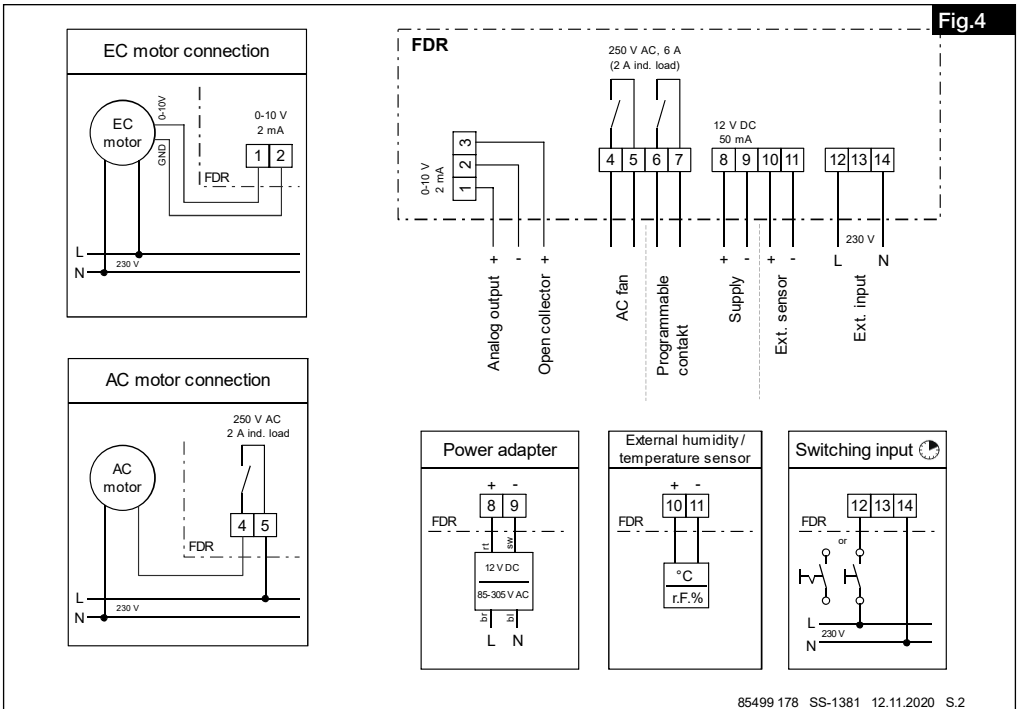 Fig.4
EC motor connection
EC
motor
0-10V
GND
0-10 V
2 mA
1 2
FDR
L
N
230 V
FDR
250 V AC, 6 A
(2 A ind. load)
0-10 V
2 mA
3
2
1
4 5 6 7
12 V DC
50 mA
8 9 10 11
12 13 14
230 V
+ - +
+ - + -
L N
Analog output
Open collector
AC fan
Programmable
contakt
Supply
Ext. sensor
Ext. input
AC motor connection
250 V AC
2 A ind. load
AC
motor
4 5
FDR
L
N
230 V
Power adapter
+ -
8 9
FDR
rt sw
12 V DC
85-305 V AC
br bl
L N
External humidity/
temperature sensor
+ -
10 11
FDR
°C
r.F.%
Switching input
12 13 14
FDR
or
L
230 V
N
85499 178 SS-1381 12.11.2020 S.2